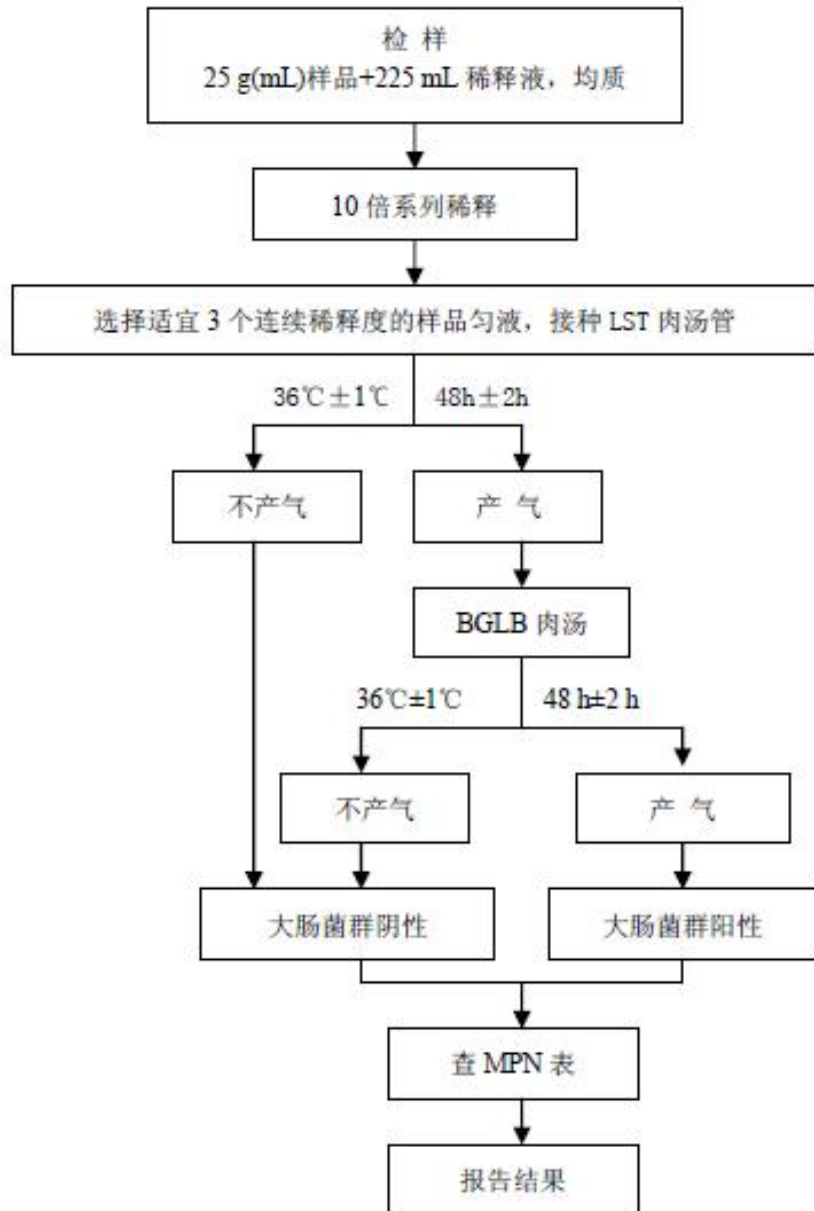 检 样
25 g(mL)样品+225 mL 稀释液，均质
10 倍系列稀释
选择适宜 3 个连续稀释度的样品匀液，接种 LST 肉汤管
36℃±1℃ 48h±2h
不产气 产 气
BGLB 肉汤
36℃±1℃ 48 h±2 h
不产气 产 气
大肠菌群阴性 大肠菌群阳性
查 MPN 表
报告结果